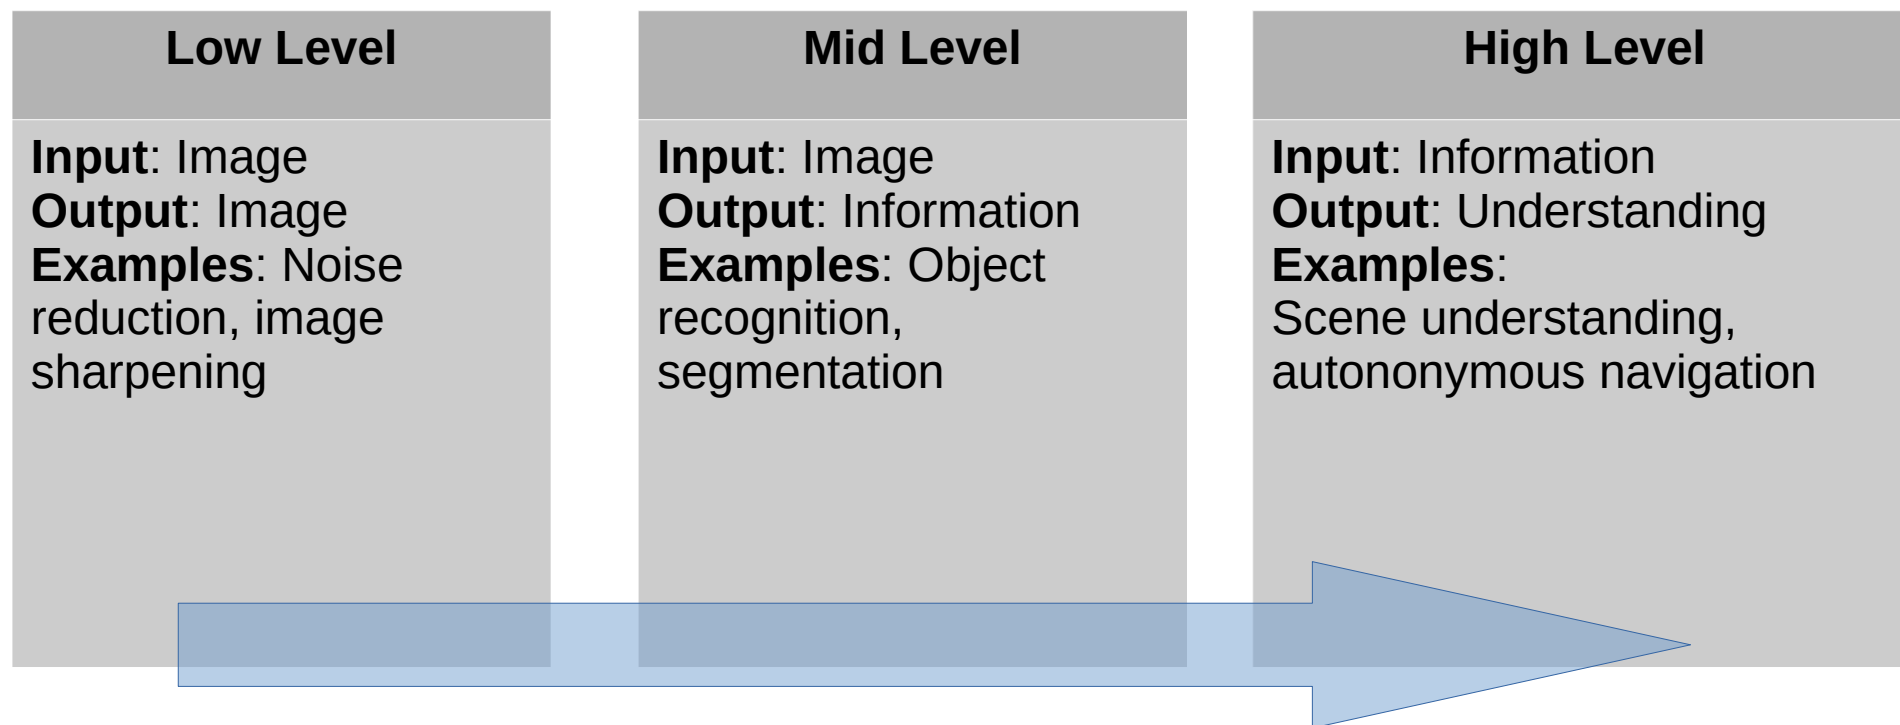 Low Level
Input: Image
Output: Image
Examples: Noise
reduction, image
sharpening
Mid Level
Input: Image
Output: Information
Examples: Object
recognition,
segmentation
High Level
Input: Information
Output: Understanding
Examples:
Scene understanding,
autononymous navigation